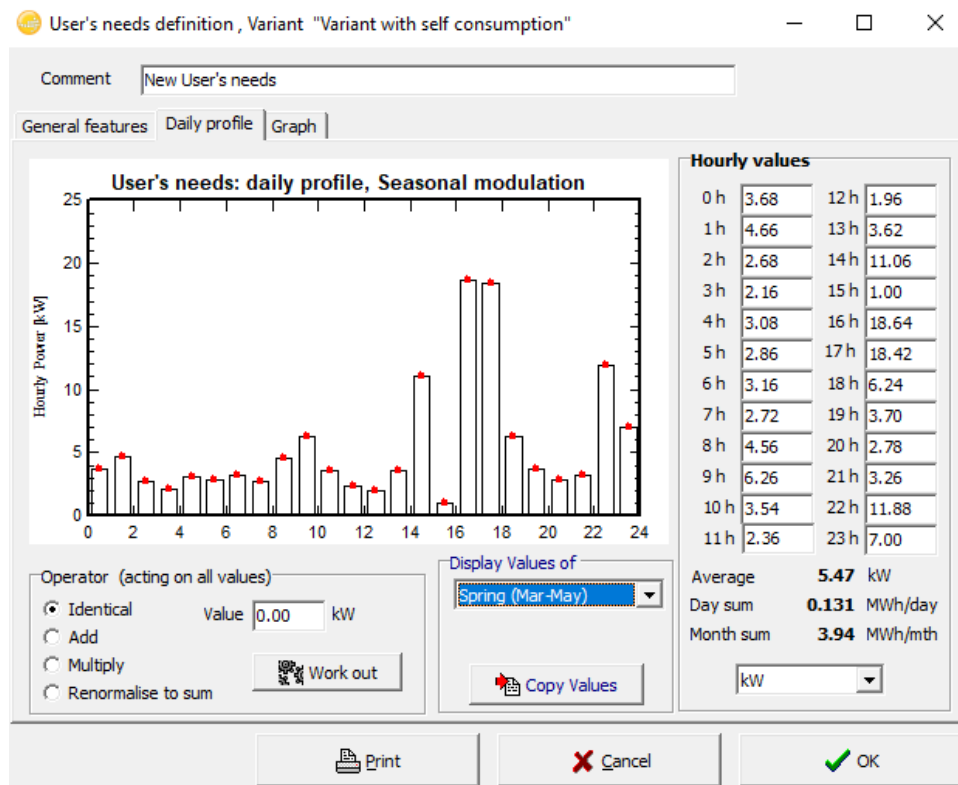 User's needs definition , Variant "Variant with self consumption"
Comment New User's needs
General features Daily profile Graph
User's needs: daily profile, Seasonal modulation
25
20
15
10
5
0
Hourly Power [kW]
0 2 4 6 8 10 12 14 16 18 20 22 24
Hourly values
0 h 3.68 12 h 1.96
1 h 4.66 13 h 3.62
2 h 2.68 14 h 11.06
3 h 2.16 15 h 1.00
4 h 3.08 16 h 18.64
5 h 2.86 17 h 18.42
6 h 3.16 18 h 6.24
7 h 2.72 19 h 3.70
8 h 4.56 20 h 2.78
9 h 6.26 21 h 3.26
10 h 3.54 22 h 11.88
11 h 2.36 23 h 7.00
Average 5.47 kW
Day sum 0.131 MWh/day
Month sum 3.94 MWh/mth
kW
Operator (acting on all values)
Identical
Add
Multiply
Renormalise to sum
Value 0.00 kW
Work out
Display Values of
Spring (Mar-May)
Copy Values
Print Cancel OK